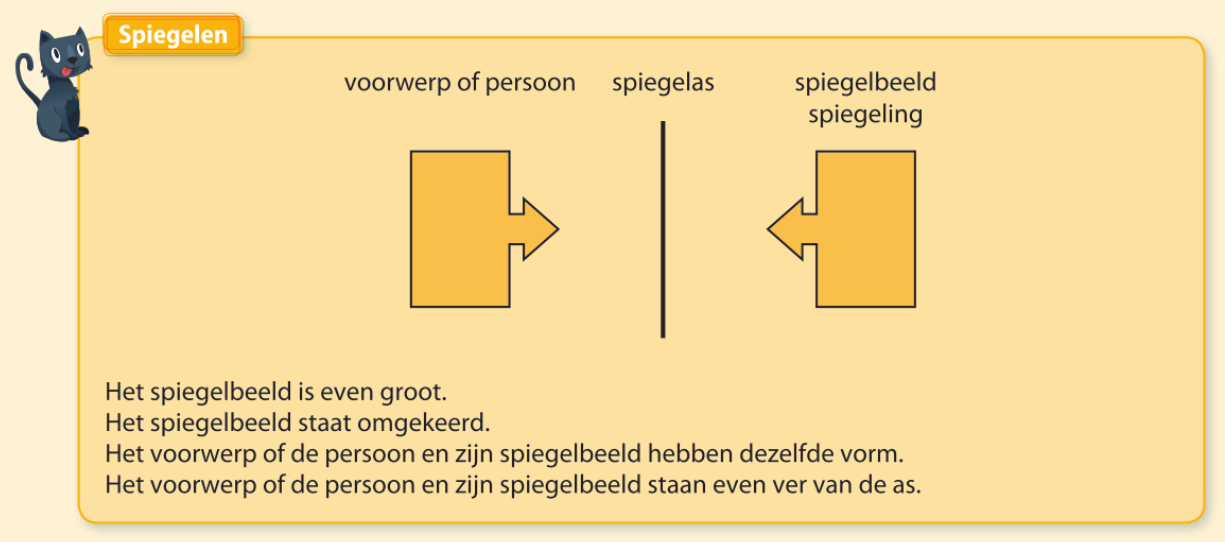 Spiegelen
voorwerp of persoon
spiegelas
spiegelbeeld
spiegeling
Het spiegelbeeld is even groot.
Het spiegelbeeld staat omgekeerd.
Het voorwerp of de persoon en zijn spiegelbeeld hebben dezelfde vorm.
Het voorwerp of de persoon en zijn spiegelbeeld staan even ver van de as.